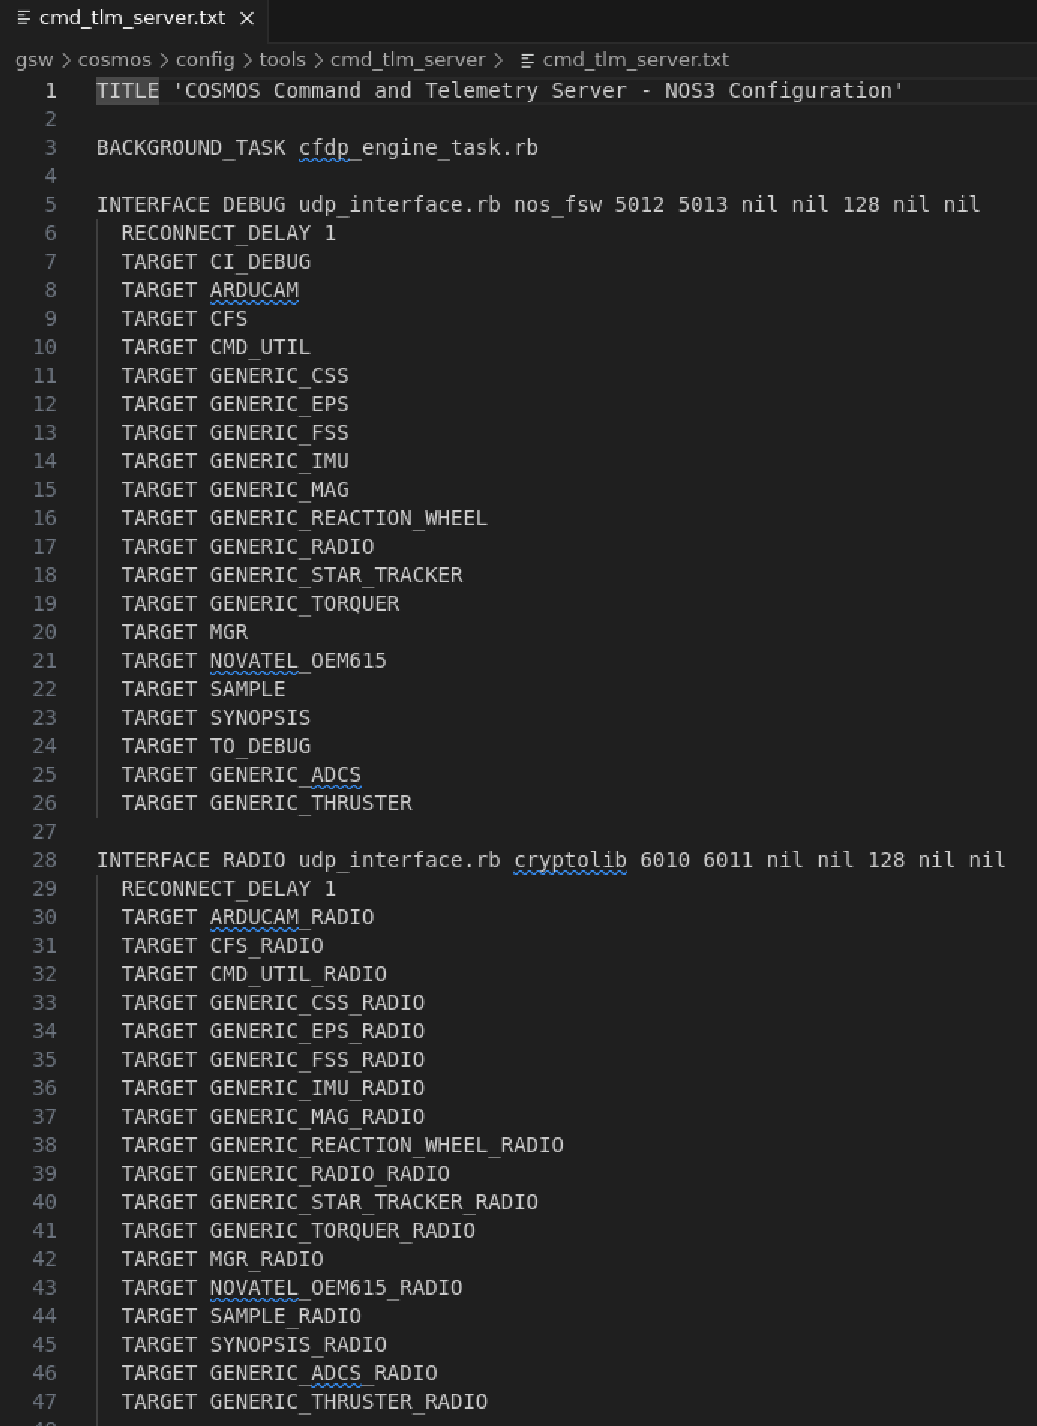 cmd_tlm_server.txt
gsw > cosmos > config > tools > cmd_tlm_server > cmd_tlm_server.txt
1 TITLE 'COSMOS Command and Telemetry Server - NOS3 Configuration'
2
3 BACKGROUND_TASK cfdp_engine_task.rb
4
5 INTERFACE DEBUG udp_interface.rb nos_fsw 5012 5013 nil nil 128 nil nil
6 RECONNECT_DELAY 1
7 TARGET CI_DEBUG
8 TARGET ARDUCAM
9 TARGET CFS
10 TARGET CMD_UTIL
11 TARGET GENERIC_CSS
12 TARGET GENERIC_EPS
13 TARGET GENERIC_FSS
14 TARGET GENERIC_IMU
15 TARGET GENERIC_MAG
16 TARGET GENERIC_REACTION_WHEEL
17 TARGET GENERIC_RADIO
18 TARGET GENERIC_STAR_TRACKER
19 TARGET GENERIC_TORQUER
20 TARGET MGR
21 TARGET NOVATEL_OEM615
22 TARGET SAMPLE
23 TARGET SYNOPSIS
24 TARGET TO_DEBUG
25 TARGET GENERIC_ADCS
26 TARGET GENERIC_THRUSTER
27
28 INTERFACE RADIO udp_interface.rb cryptolib 6010 6011 nil nil 128 nil nil
29 RECONNECT_DELAY 1
30 TARGET ARDUCAM_RADIO
31 TARGET CFS_RADIO
32 TARGET CMD_UTIL_RADIO
33 TARGET GENERIC_CSS_RADIO
34 TARGET GENERIC_EPS_RADIO
35 TARGET GENERIC_FSS_RADIO
36 TARGET GENERIC_IMU_RADIO
37 TARGET GENERIC_MAG_RADIO
38 TARGET GENERIC_REACTION_WHEEL_RADIO
39 TARGET GENERIC_RADIO_RADIO
40 TARGET GENERIC_STAR_TRACKER_RADIO
41 TARGET GENERIC_TORQUER_RADIO
42 TARGET MGR_RADIO
43 TARGET NOVATEL_OEM615_RADIO
44 TARGET SAMPLE_RADIO
45 TARGET SYNOPSIS_RADIO
46 TARGET GENERIC_ADCS_RADIO
47 TARGET GENERIC_THRUSTER_RADIO